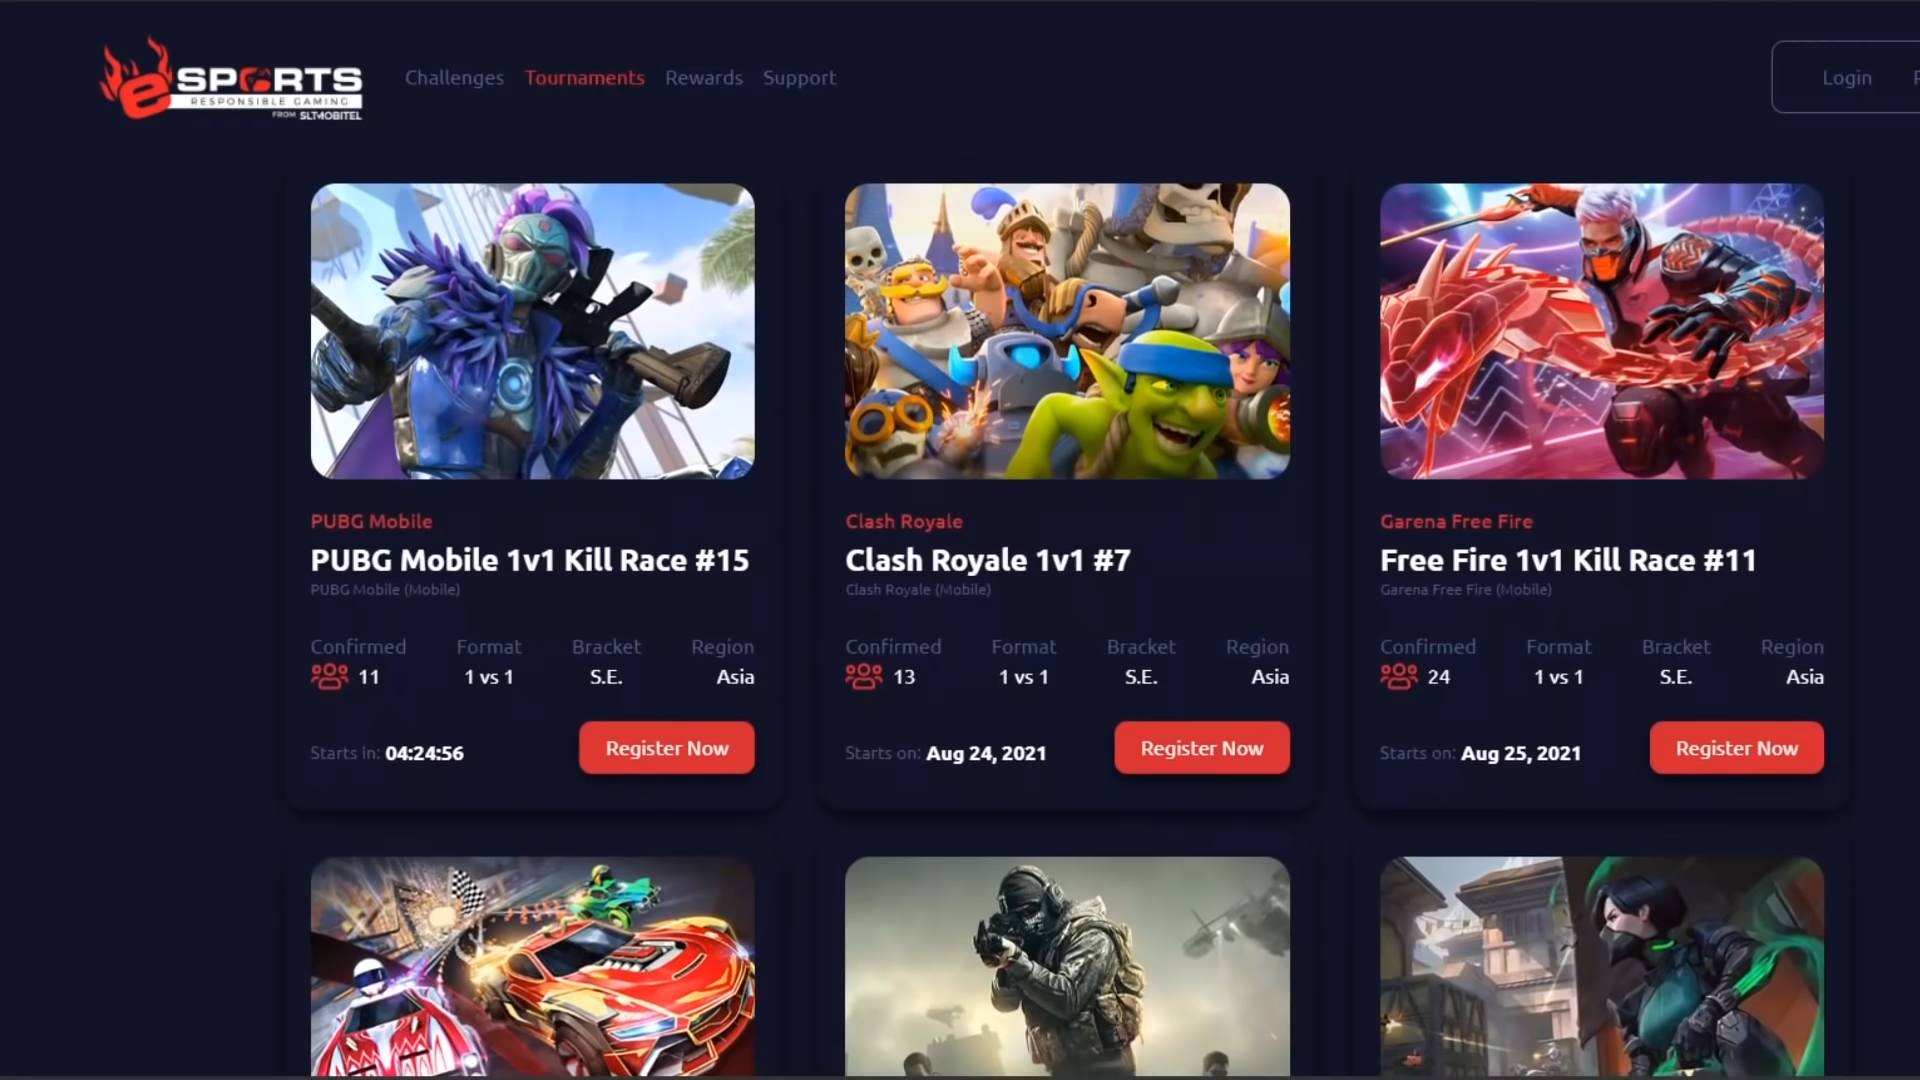 eSPORTS
RESPONSIBLE GAMING
FROM SLTMOBITEL
Challenges Tournaments Rewards Support
Login
PUBG Mobile
PUBG Mobile 1v1 Kill Race #15
PUBG Mobile (Mobile)
Confirmed Format Bracket Region
11 1 vs 1 S.E. Asia
Starts in: 04:24:56 Register Now
Clash Royale
Clash Royale 1v1 #7
Clash Royale (Mobile)
Confirmed Format Bracket Region
13 1 vs 1 S.E. Asia
Starts on: Aug 24, 2021 Register Now
Garena Free Fire
Free Fire 1v1 Kill Race #11
Garena Free Fire (Mobile)
Confirmed Format Bracket Region
24 1 vs 1 S.E. Asia
Starts on: Aug 25, 2021 Register Now